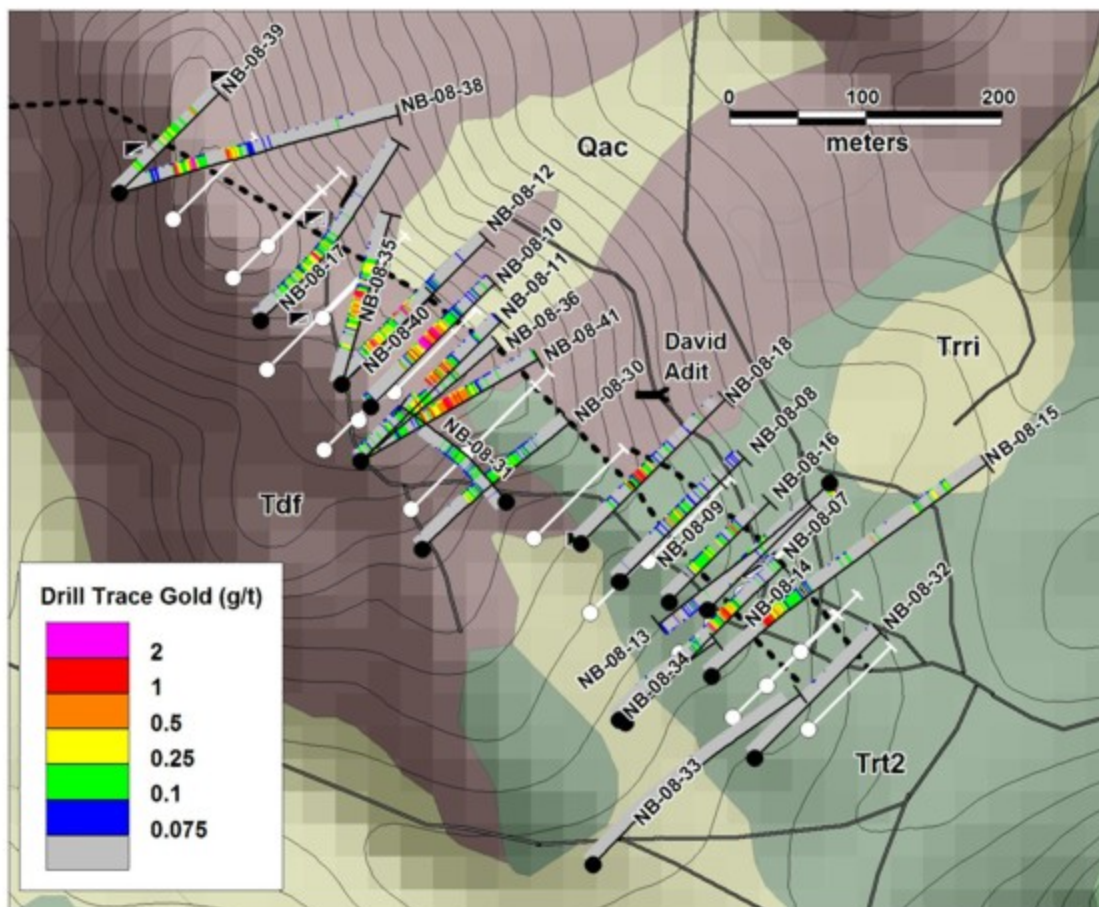 NB-08-39
NB-08-38
0 100 200
meters
Qac
NB-08-12
NB-08-10
NB-08-11
NB-08-36
NB-08-41
NB-08-17
NB-08-35
NB-08-40
NB-08-30
NB-08-31
David
Adit
NB-08-18
Trri
NB-08-08
NB-08-16
NB-08-15
Tdf
NB-08-09
NB-08-07
NB-08-14
NB-08-32
NB-08-13
NB-08-34
NB-08-33
Trt2
Drill Trace Gold (g/t)
2
1
0.5
0.25
0.1
0.075